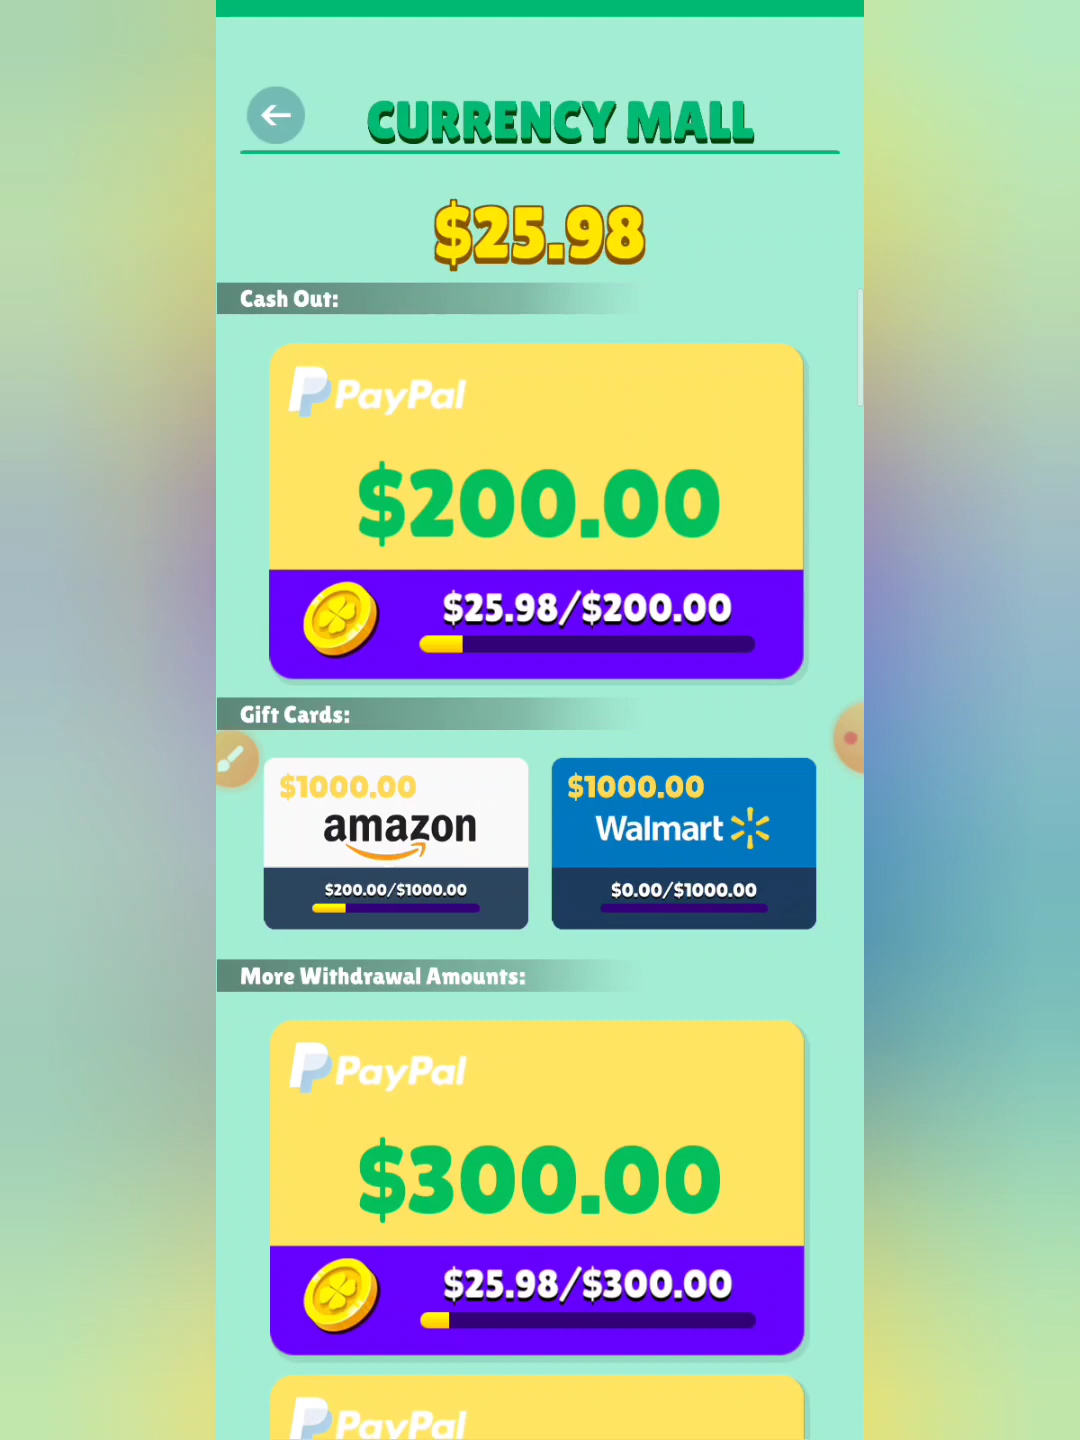 CURRENCY MALL
$25.98
Cash Out:
PayPal
$200.00
$25.98/$200.00
Gift Cards:
$1000.00
amazon
$200.00/$1000.00
$1000.00
Walmart
$0.00/$1000.00
More Withdrawal Amounts:
PayPal
$300.00
$25.98/$300.00
PayPal